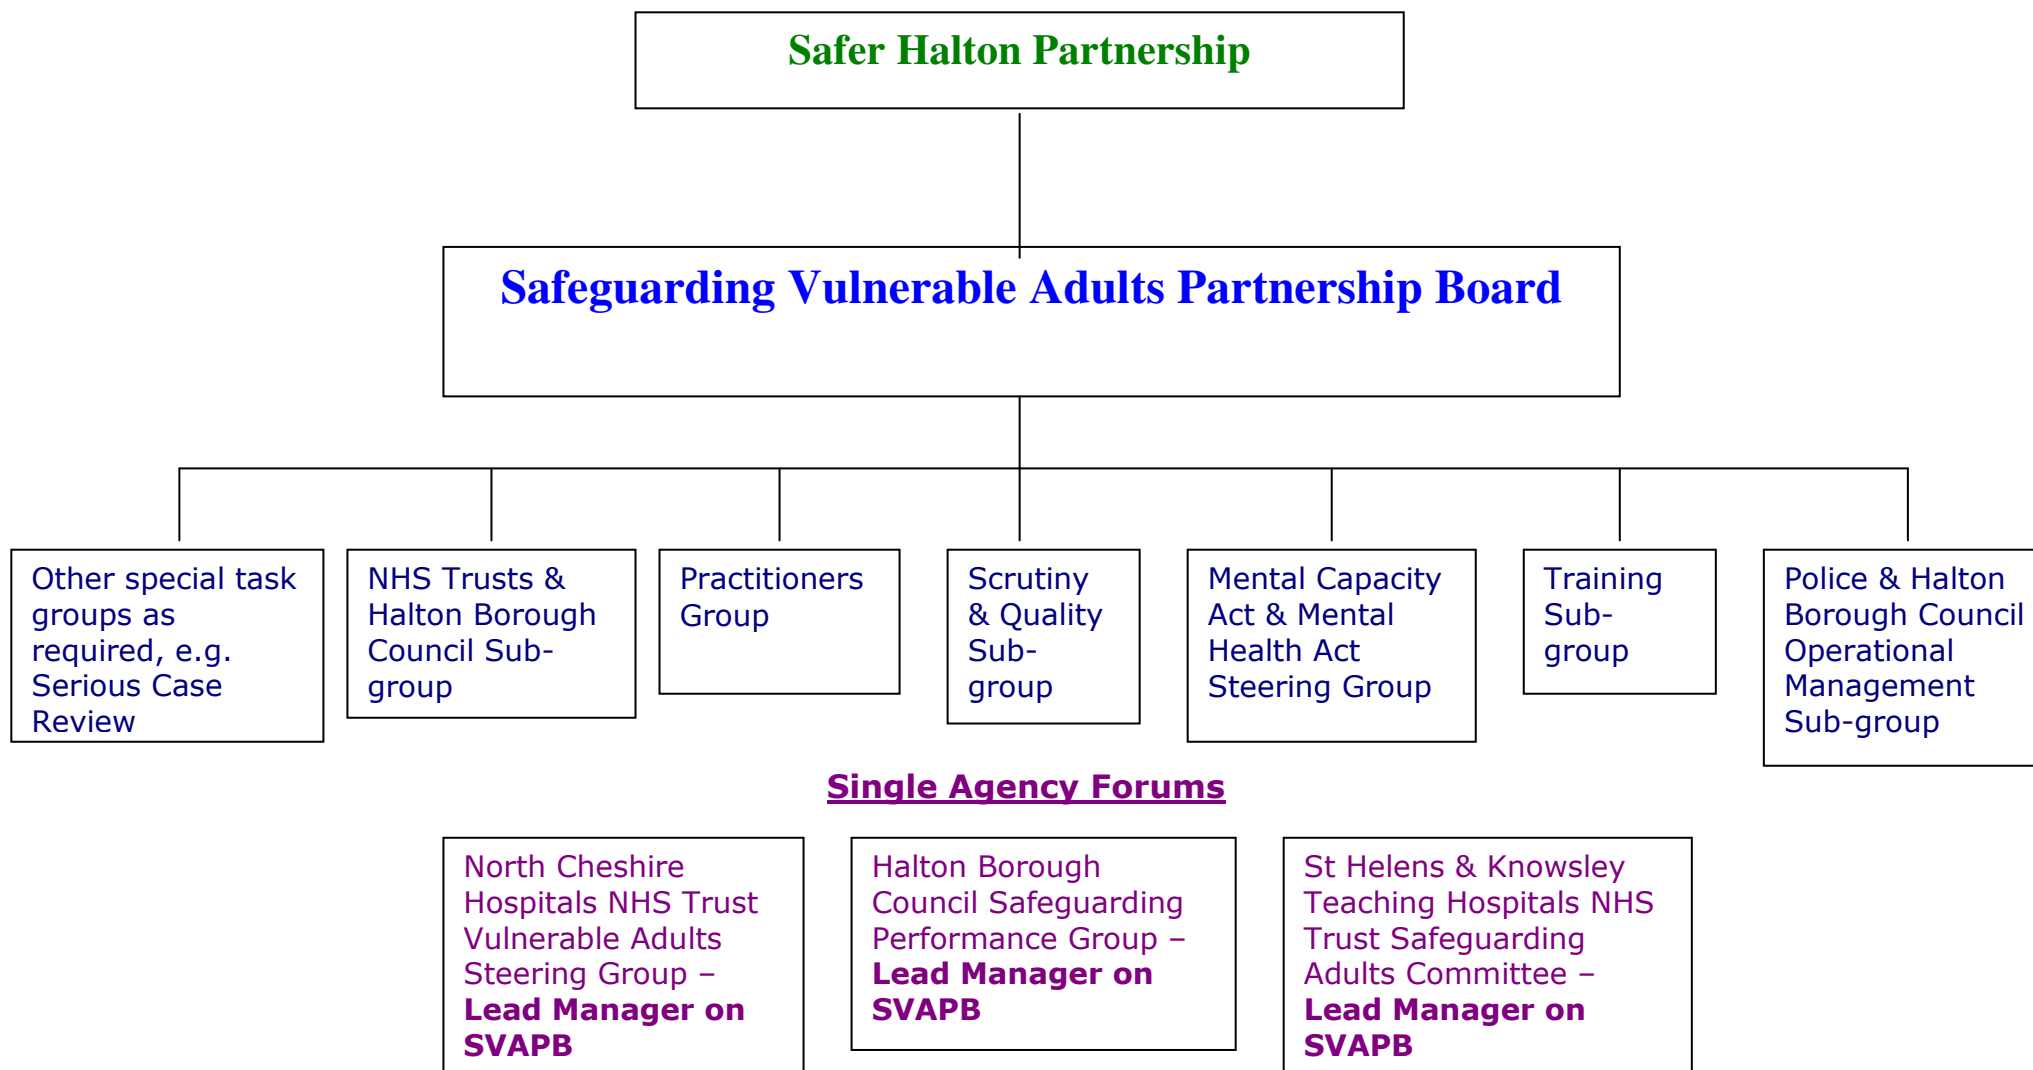 Safer Halton Partnership
Safeguarding Vulnerable Adults Partnership Board
Other special task
groups as
required, e.g.
Serious Case
Review
NHS Trusts &
Halton Borough
Council Sub-
group
Practitioners
Group
Scrutiny
& Quality
Sub-
group
Mental Capacity
Act & Mental
Health Act
Steering Group
Training
Sub-
group
Police & Halton
Borough Council
Operational
Management
Sub-group
Single Agency Forums
North Cheshire
Hospitals NHS Trust
Vulnerable Adults
Steering Group –
Lead Manager on
SVAPB
Halton Borough
Council Safeguarding
Performance Group –
Lead Manager on
SVAPB
St Helens & Knowsley
Teaching Hospitals NHS
Trust Safeguarding
Adults Committee –
Lead Manager on
SVAPB